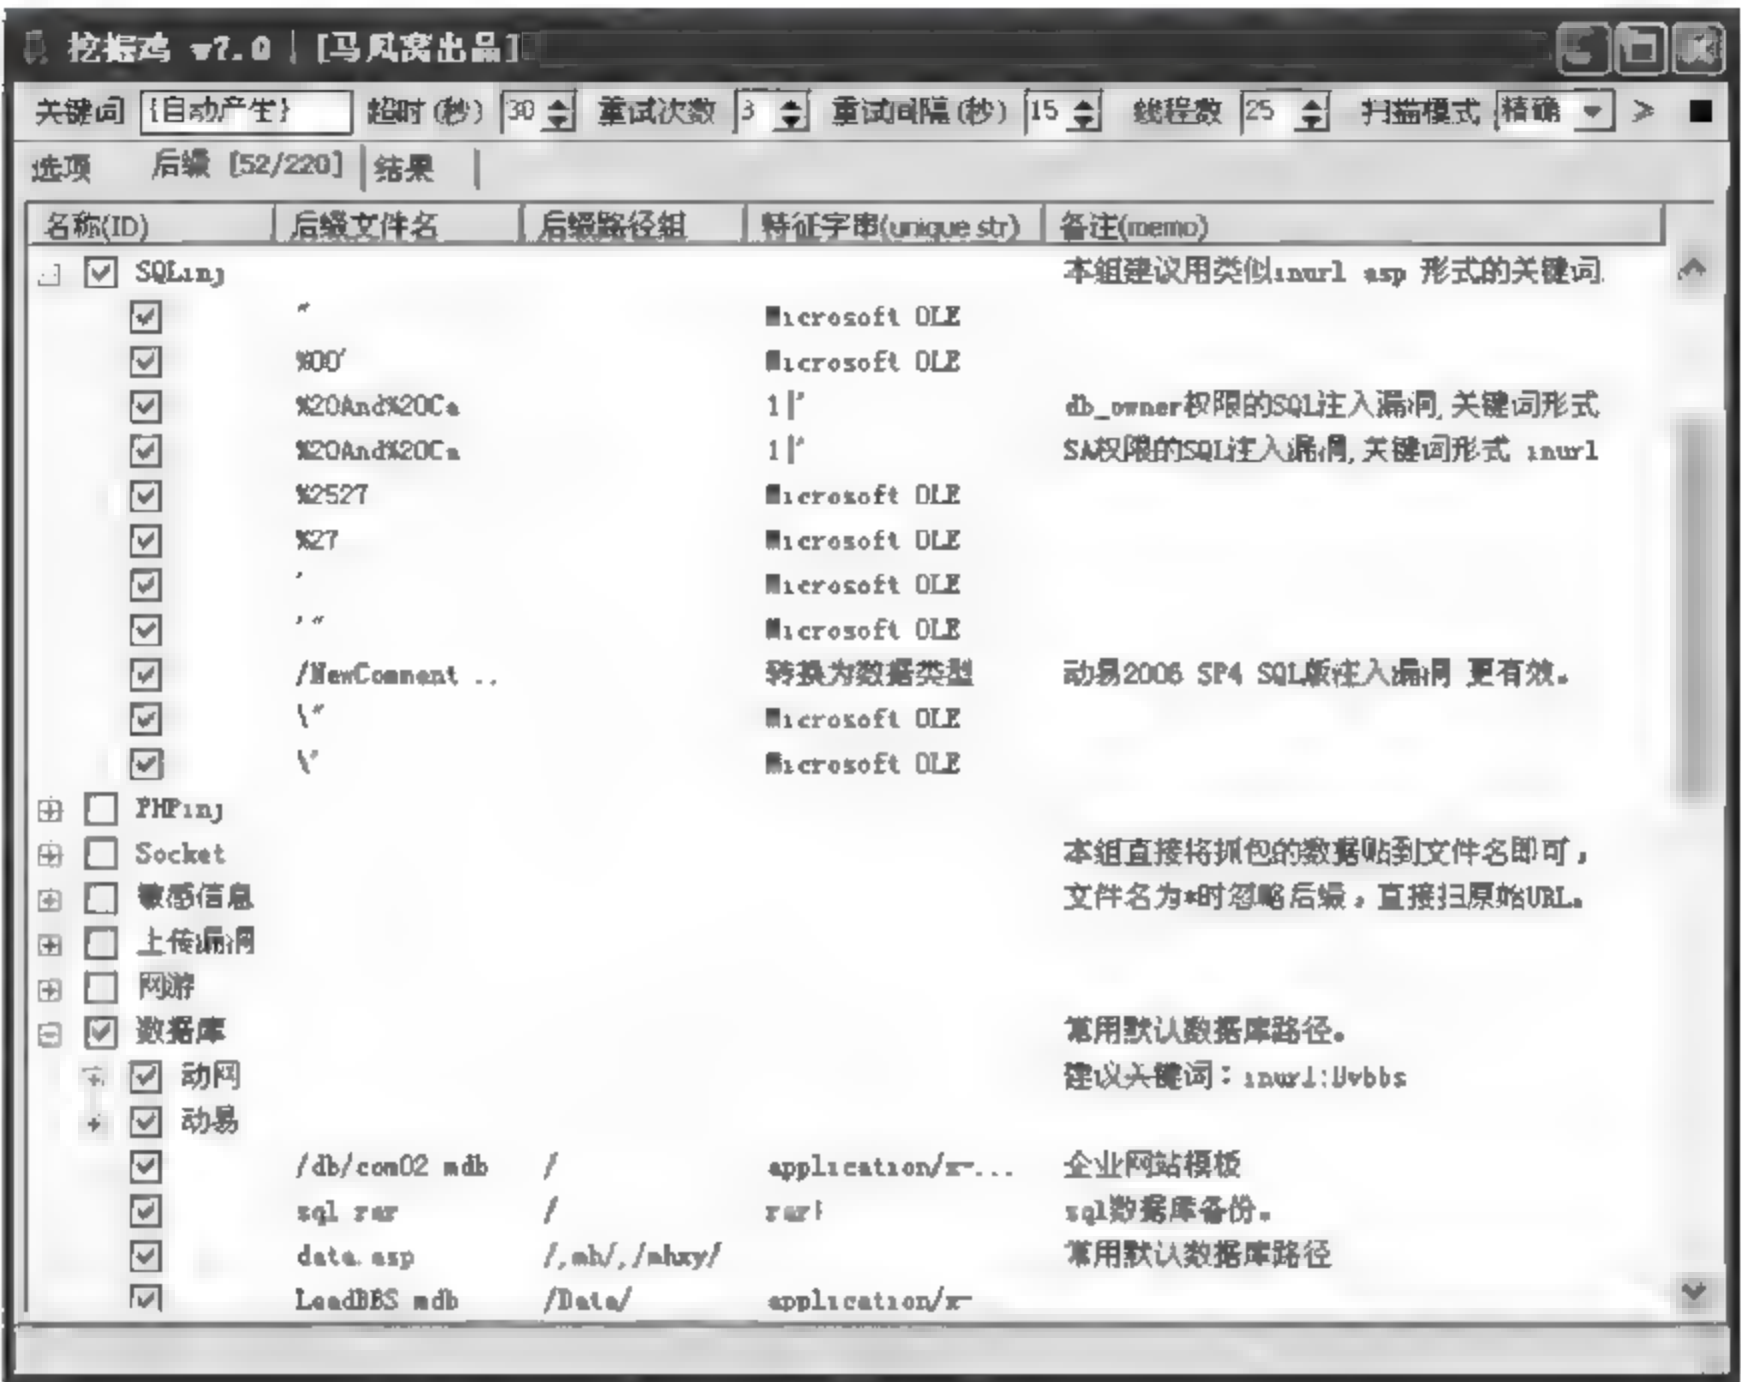 挖掘鸡 v7.0 | [马风窝出品]
关键词 {自动产生} 超时(秒) 30 重试次数 3 重试间隔(秒) 15 线程数 25 扫描模式 精确 >
选项 后缀 [52/220] 结果
名称(ID) 后缀文件名 后缀路径组 特征字串(unique str) 备注(memo)
SQLinj 本组建议用类似inurl asp 形式的关键词
" Microsoft OLE
%00' Microsoft OLE
%20And%20Ca 1|' db_owner权限的SQL注入漏洞,关键词形式
%20And%20Ca 1|' SA权限的SQL注入漏洞,关键词形式 inurl
%2527 Microsoft OLE
%27 Microsoft OLE
' Microsoft OLE
'" Microsoft OLE
/NewComment .. 转换为数据类型 动易2006 SP4 SQL版注入漏洞 更有效。
\" Microsoft OLE
\' Microsoft OLE
PHPinj
Socket 本组直接将抓包的数据贴到文件名即可，
敏感信息 文件名为*时忽略后缀，直接扫原始URL。
上传漏洞
网游
数据库 常用默认数据库路径。
动网 建议关键词：inurl:Dvbbs
动易
/db/com02 mdb / application/x-... 企业网站模板
sql rar / rar! sql数据库备份。
data.asp /,mh/,/mhxy/ 常用默认数据库路径
LeadBBS mdb /Data/ application/x-